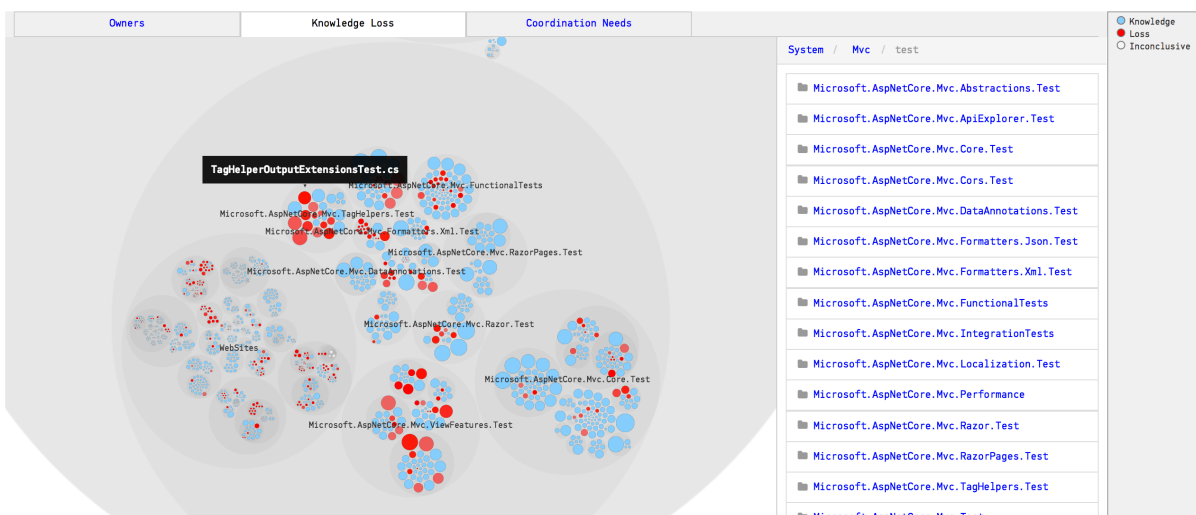 Owners
Knowledge Loss
Coordination Needs
Knowledge
Loss
Inconclusive
System / Mvc / test
Microsoft.AspNetCore.Mvc.Abstractions.Test
Microsoft.AspNetCore.Mvc.ApiExplorer.Test
Microsoft.AspNetCore.Mvc.Core.Test
Microsoft.AspNetCore.Mvc.Cors.Test
Microsoft.AspNetCore.Mvc.DataAnnotations.Test
Microsoft.AspNetCore.Mvc.Formatters.Json.Test
Microsoft.AspNetCore.Mvc.Formatters.Xml.Test
Microsoft.AspNetCore.Mvc.FunctionalTests
Microsoft.AspNetCore.Mvc.IntegrationTests
Microsoft.AspNetCore.Mvc.Localization.Test
Microsoft.AspNetCore.Mvc.Performance
Microsoft.AspNetCore.Mvc.Razor.Test
Microsoft.AspNetCore.Mvc.RazorPages.Test
Microsoft.AspNetCore.Mvc.TagHelpers.Test
TagHelperOutputExtensionsTest.cs
Microsoft.AspNetCore.Mvc.FunctionalTests
Microsoft.AspNetCore.Mvc.TagHelpers.Test
Microsoft.AspNetCore.Mvc.Formatters.Xml.Test
Microsoft.AspNetCore.Mvc.RazorPages.Test
Microsoft.AspNetCore.Mvc.DataAnnotations.Test
Microsoft.AspNetCore.Mvc.Razor.Test
WebSites
Microsoft.AspNetCore.Mvc.Core.Test
Microsoft.AspNetCore.Mvc.ViewFeatures.Test